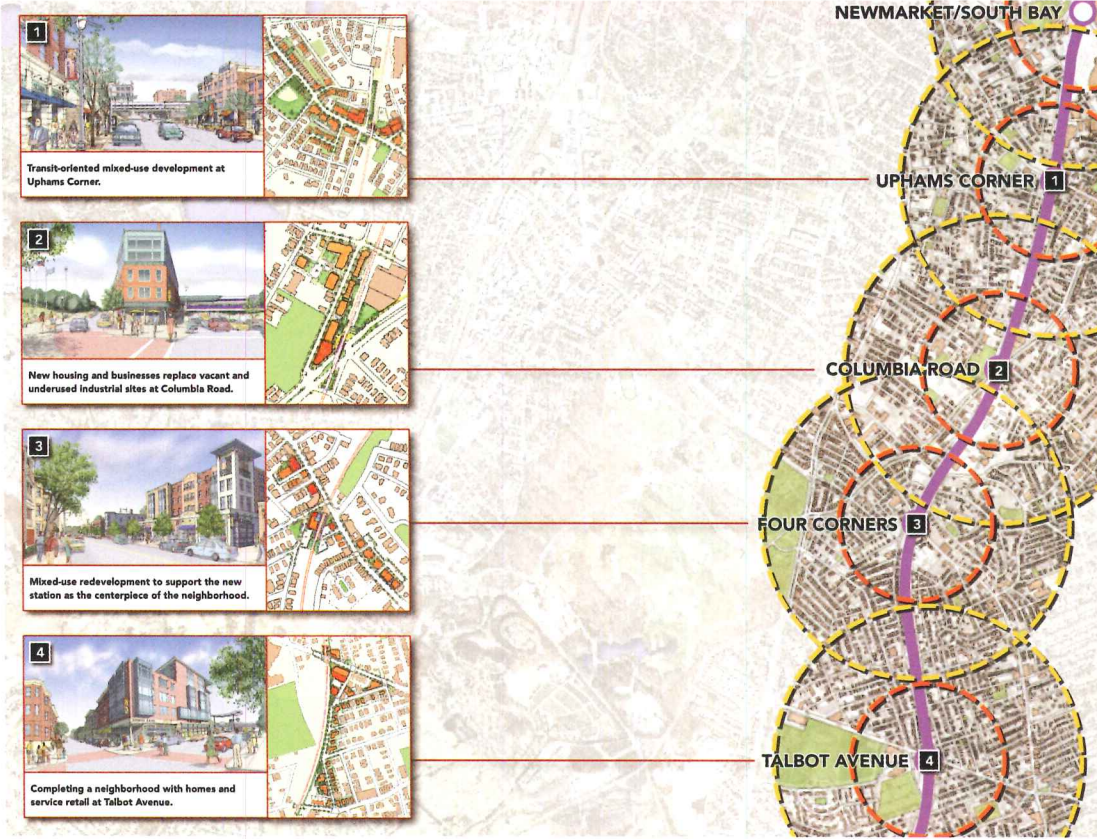 NEWMARKET/SOUTH BAY
1
Transit-oriented mixed-use development at
Uphams Corner.
UPHAMS CORNER 1
2
New housing and businesses replace vacant and
underused industrial sites at Columbia Road.
COLUMBIA ROAD 2
3
Mixed-use redevelopment to support the new
station as the centerpiece of the neighborhood.
FOUR CORNERS 3
4
Completing a neighborhood with homes and
service retail at Talbot Avenue.
TALBOT AVENUE 4